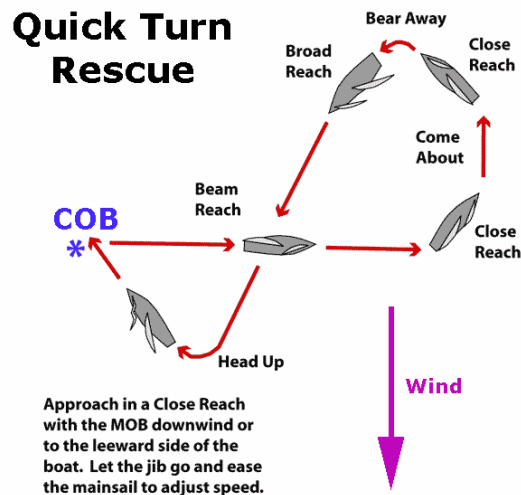 Quick Turn
Rescue
Bear Away
Broad
Reach
Close
Reach
Come
About
Beam
Reach
COB
*
Close
Reach
Head Up
Wind
Approach in a Close Reach
with the MOB downwind or
to the leeward side of the
boat. Let the jib go and ease
the mainsail to adjust speed.